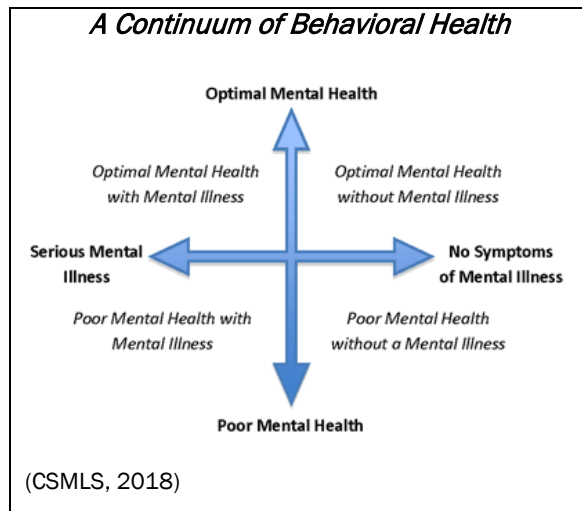 A Continuum of Behavioral Health
Optimal Mental Health
Optimal Mental Health
with Mental Illness
Optimal Mental Health
without Mental Illness
Serious Mental
Illness
No Symptoms
of Mental Illness
Poor Mental Health with
Mental Illness
Poor Mental Health
without a Mental Illness
Poor Mental Health
(CSMLS, 2018)